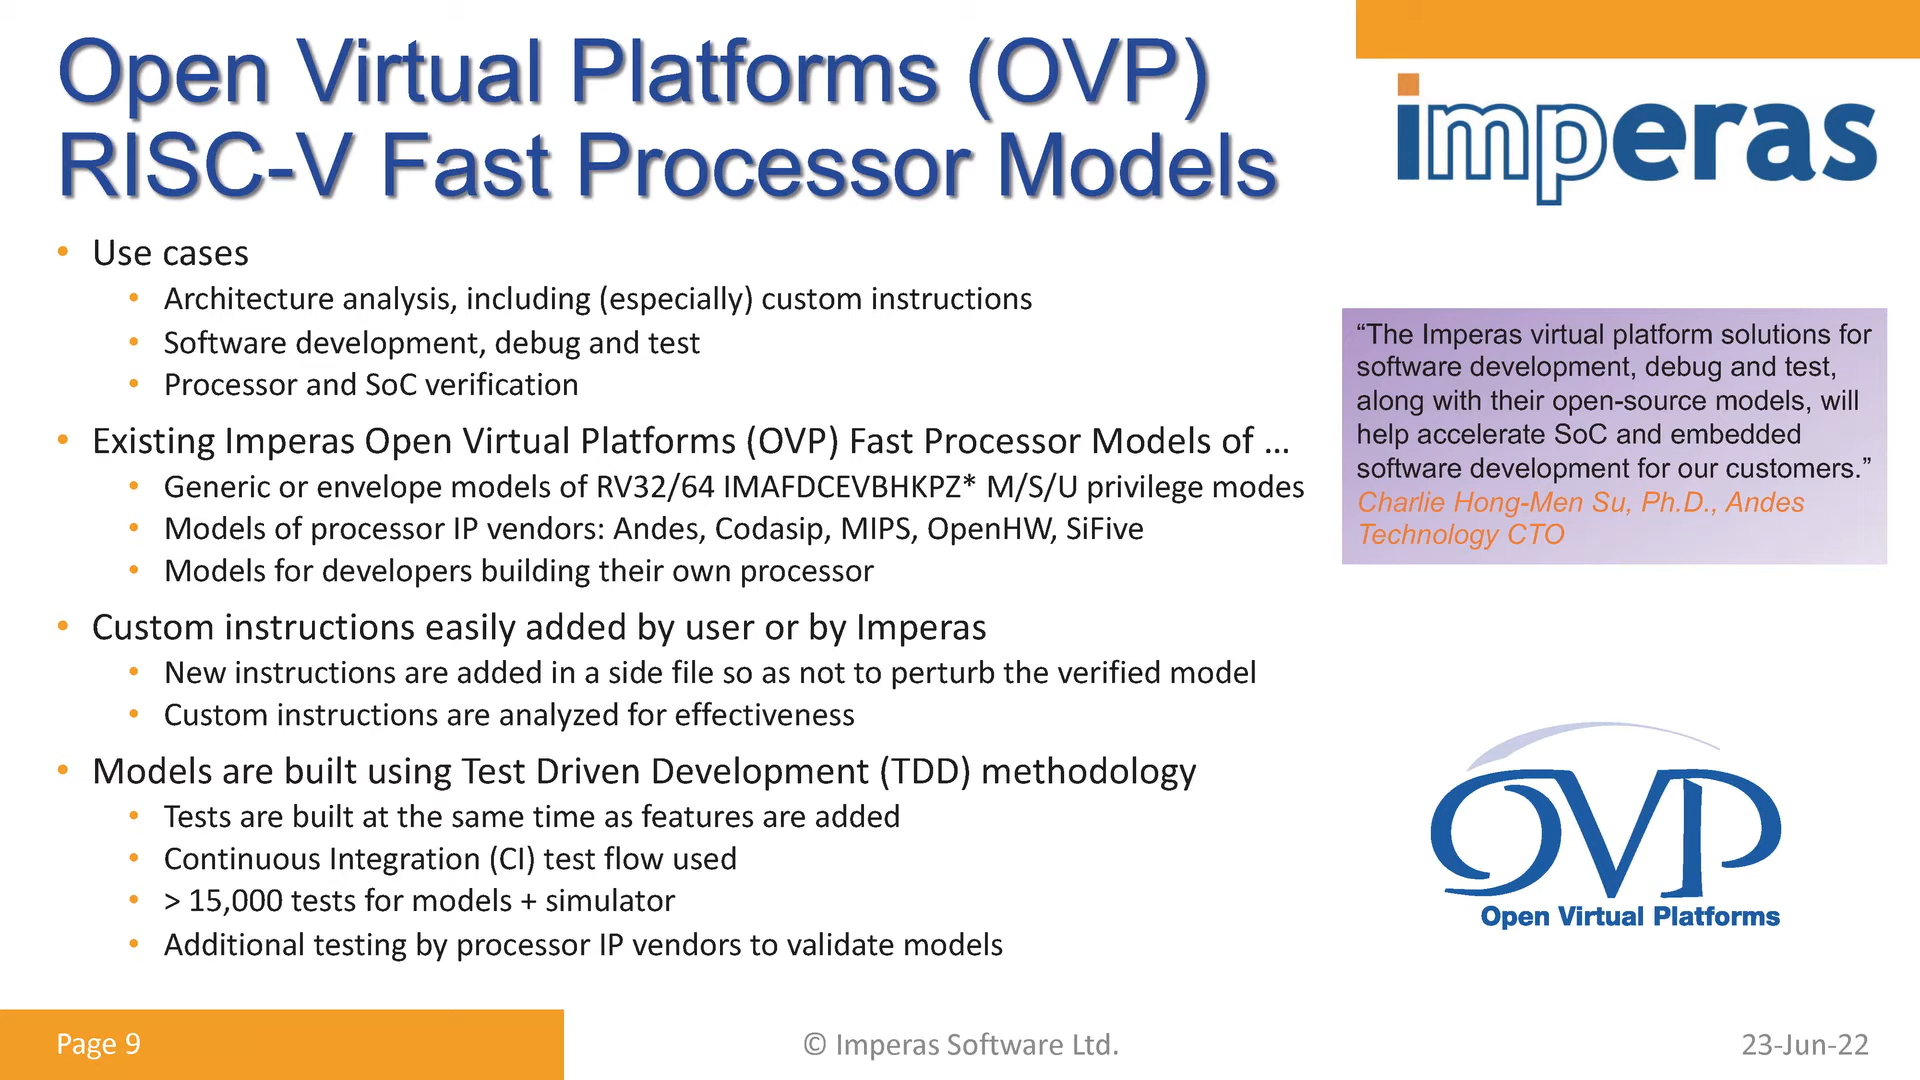 Open Virtual Platforms (OVP)
RISC-V Fast Processor Models
imperas
• Use cases
• Architecture analysis, including (especially) custom instructions
• Software development, debug and test
• Processor and SoC verification
• Existing Imperas Open Virtual Platforms (OVP) Fast Processor Models of …
• Generic or envelope models of RV32/64 IMAFDCEVBHKPZ* M/S/U privilege modes
• Models of processor IP vendors: Andes, Codasip, MIPS, OpenHW, SiFive
• Models for developers building their own processor
• Custom instructions easily added by user or by Imperas
• New instructions are added in a side file so as not to perturb the verified model
• Custom instructions are analyzed for effectiveness
• Models are built using Test Driven Development (TDD) methodology
• Tests are built at the same time as features are added
• Continuous Integration (CI) test flow used
• > 15,000 tests for models + simulator
• Additional testing by processor IP vendors to validate models
“The Imperas virtual platform solutions for
software development, debug and test,
along with their open-source models, will
help accelerate SoC and embedded
software development for our customers.”
Charlie Hong-Men Su, Ph.D., Andes
Technology CTO
OVP
Open Virtual Platforms
Page 9
© Imperas Software Ltd.
23-Jun-22